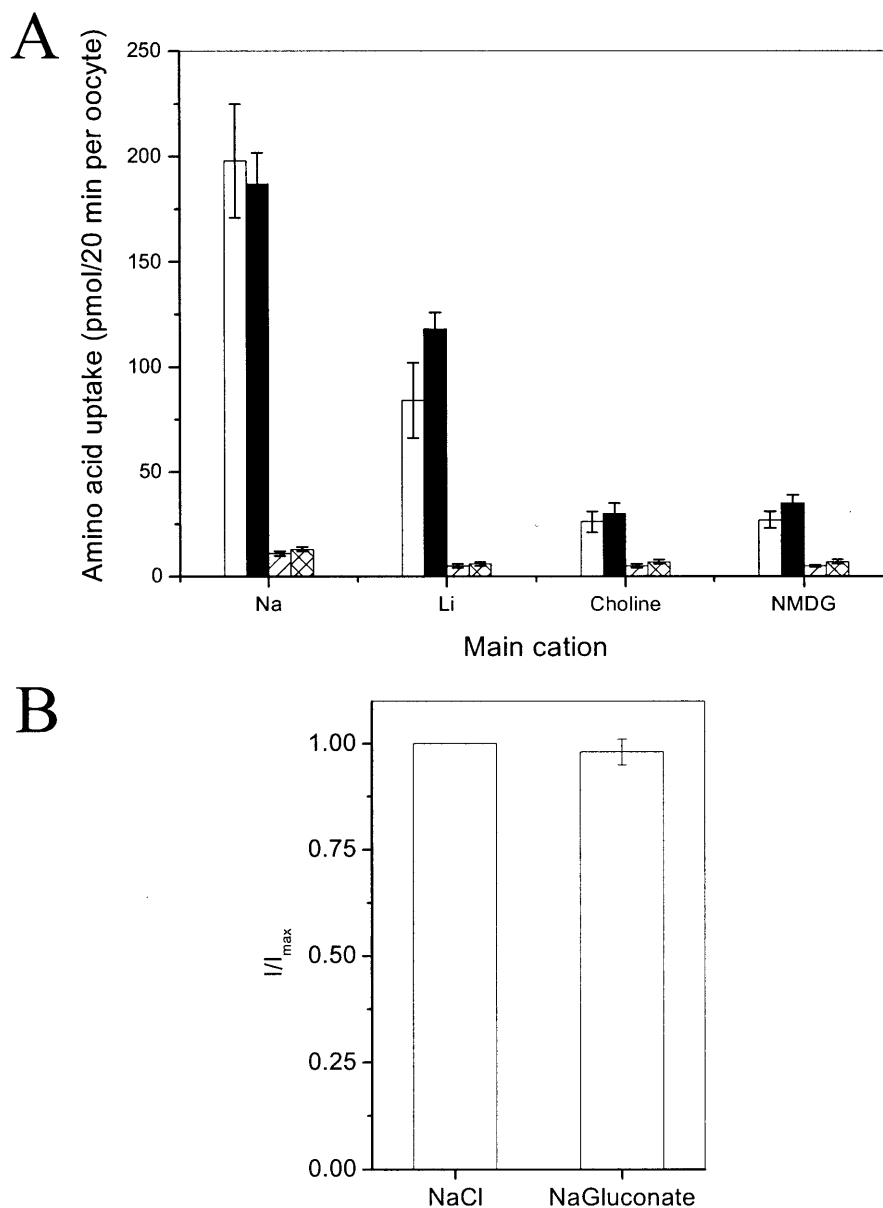 A
Amino acid uptake (pmol/20 min per oocyte)
250
200
150
100
50
0
Na
Li
Choline
NMDG
Main cation
B
I/Imax
1.00
0.75
0.50
0.25
0.00
NaCl
NaGluconate